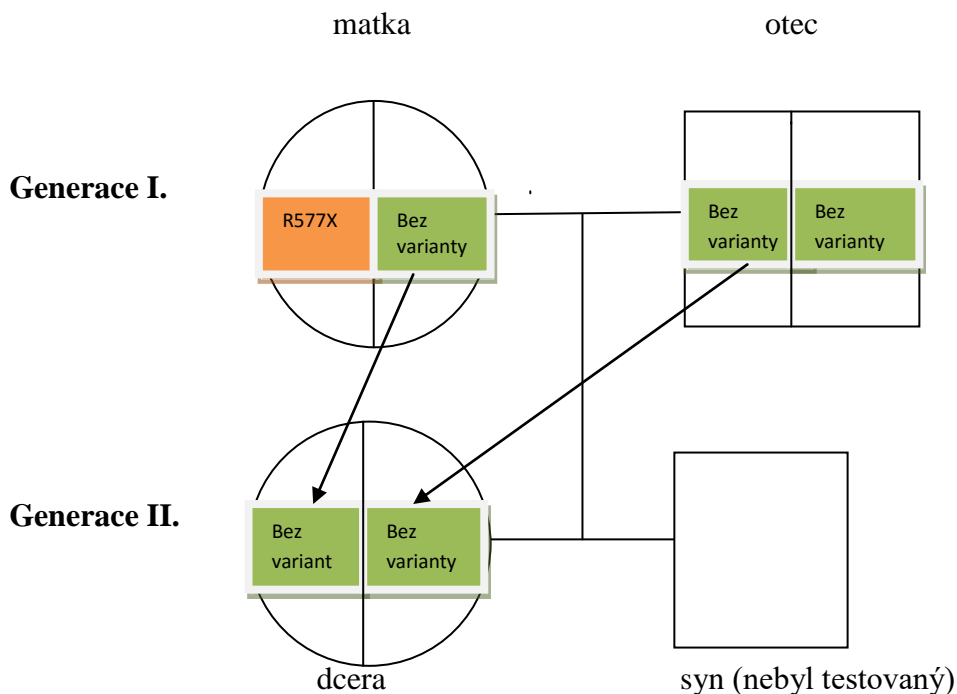 matka
otec
Generace I.
R577X
Bez
varianty
Bez
varianty
Bez
varianty
Generace II.
Bez
variant
Bez
varianty
dcera
syn (nebyl testovaný)